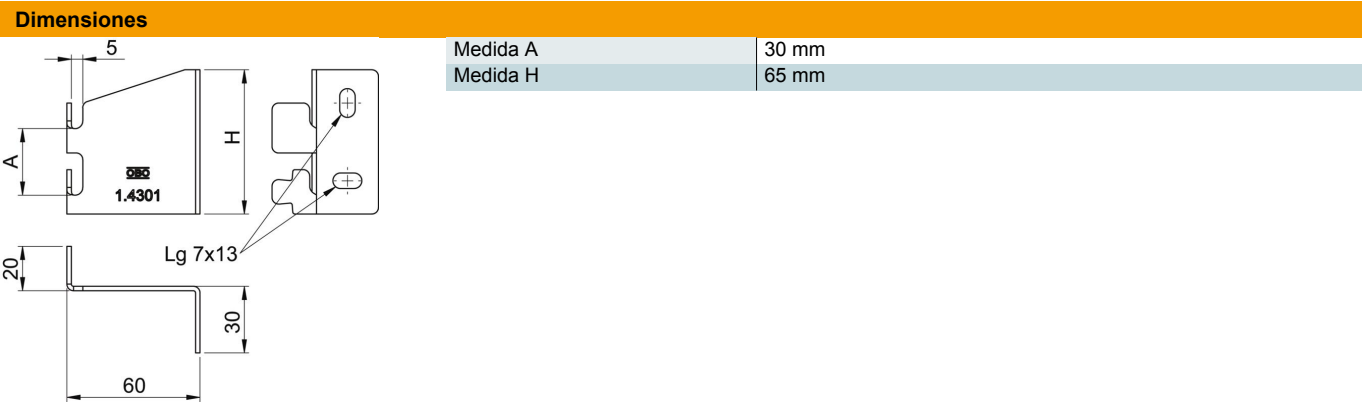 Dimensiones
5
Medida A 30 mm
Medida H 65 mm
A
H
OBO
1.4301
Lg 7x13
20
30
60